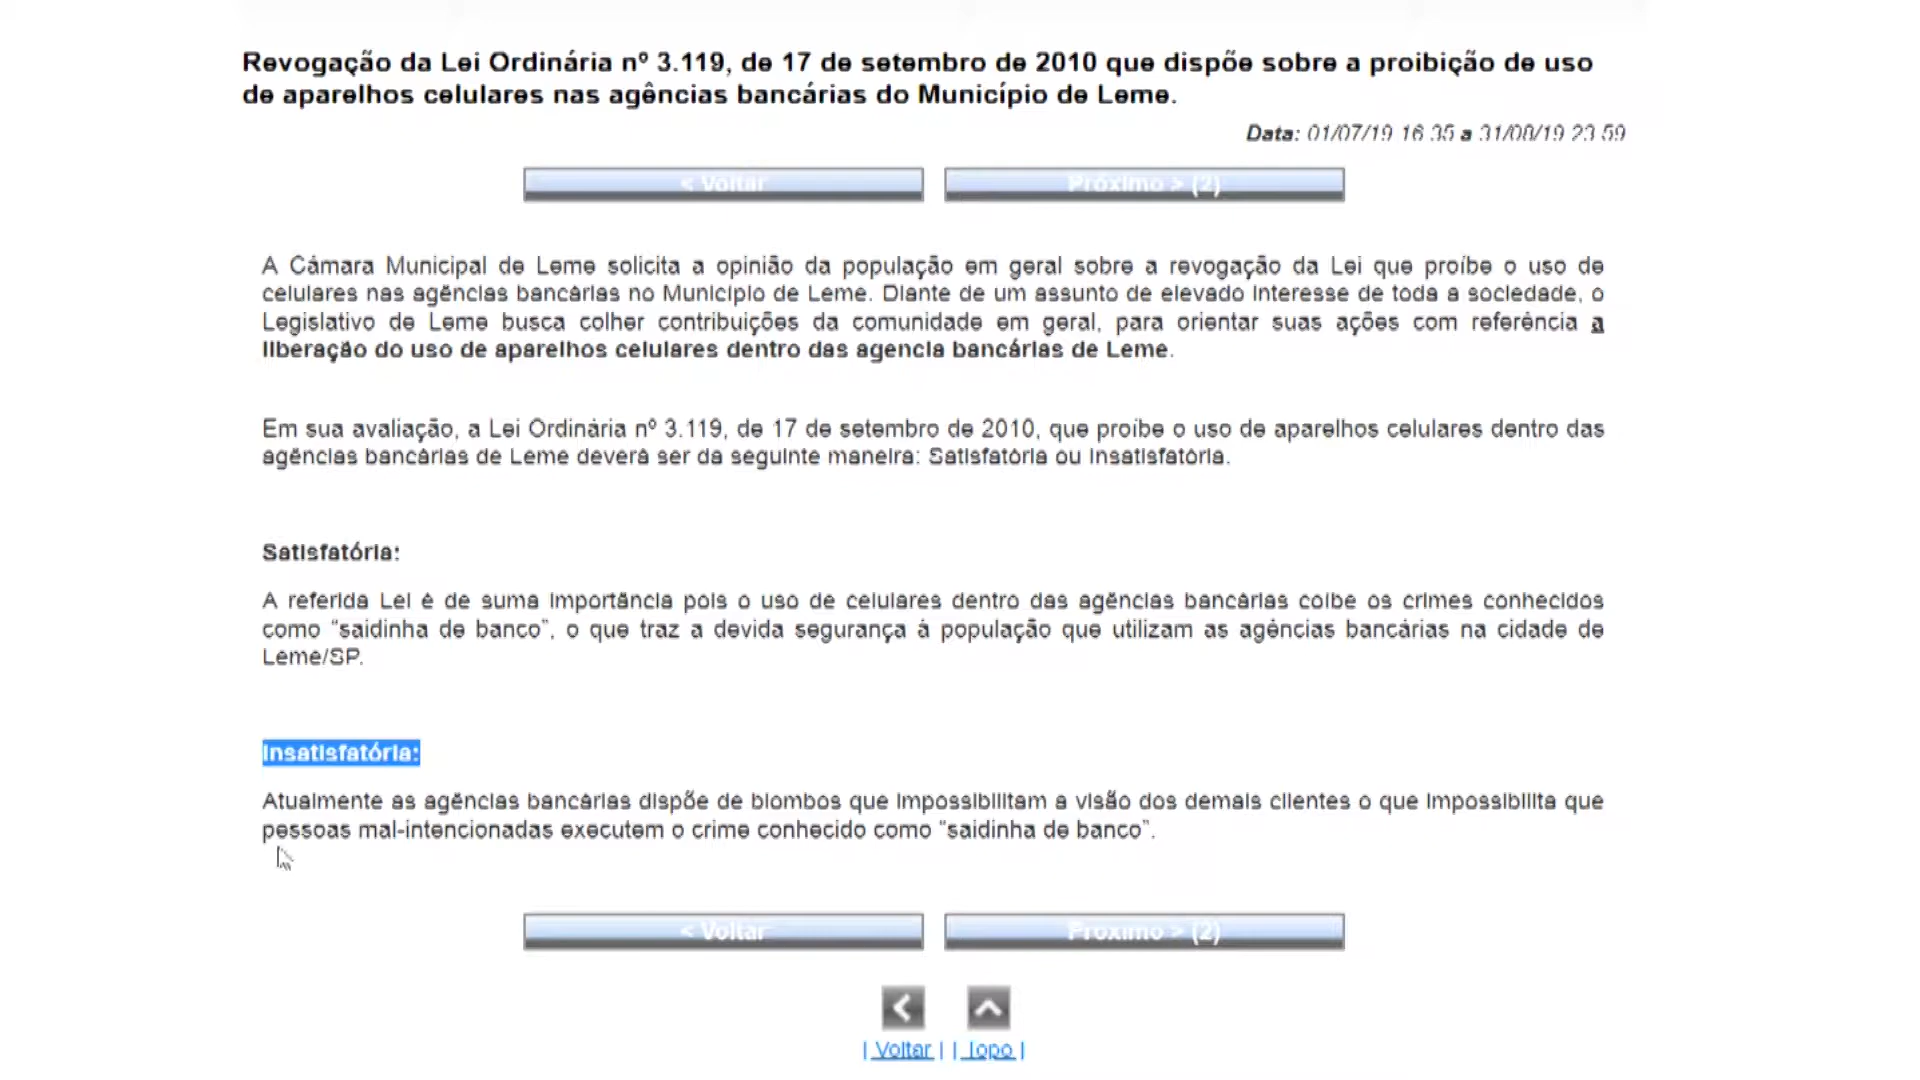 Revogação da Lei Ordinária nº 3.119, de 17 de setembro de 2010 que dispõe sobre a proibição de uso
de aparelhos celulares nas agências bancárias do Município de Leme.
Data: 01/07/19 16:35 a 31/08/19 23:59
< Voltar
Próximo > (2)
A Câmara Municipal de Leme solicita a opinião da população em geral sobre a revogação da Lei que proíbe o uso de
celulares nas agências bancárias no Município de Leme. Diante de um assunto de elevado interesse de toda a sociedade, o
Legislativo de Leme busca colher contribuições da comunidade em geral, para orientar suas ações com referência a
liberação do uso de aparelhos celulares dentro das agencia bancárias de Leme.
Em sua avaliação, a Lei Ordinária nº 3.119, de 17 de setembro de 2010, que proíbe o uso de aparelhos celulares dentro das
agências bancárias de Leme deverá ser da seguinte maneira: Satisfatória ou Insatisfatória.
Satisfatória:
A referida Lei é de suma importância pois o uso de celulares dentro das agências bancárias coibe os crimes conhecidos
como “saidinha de banco”, o que traz a devida segurança à população que utilizam as agências bancárias na cidade de
Leme/SP.
Insatisfatória:
Atualmente as agências bancárias dispõe de biombos que impossibilitam a visão dos demais clientes o que impossibilita que
pessoas mal-intencionadas executem o crime conhecido como “saidinha de banco”.
< Voltar
Próximo > (2)
| Voltar | | Topo |